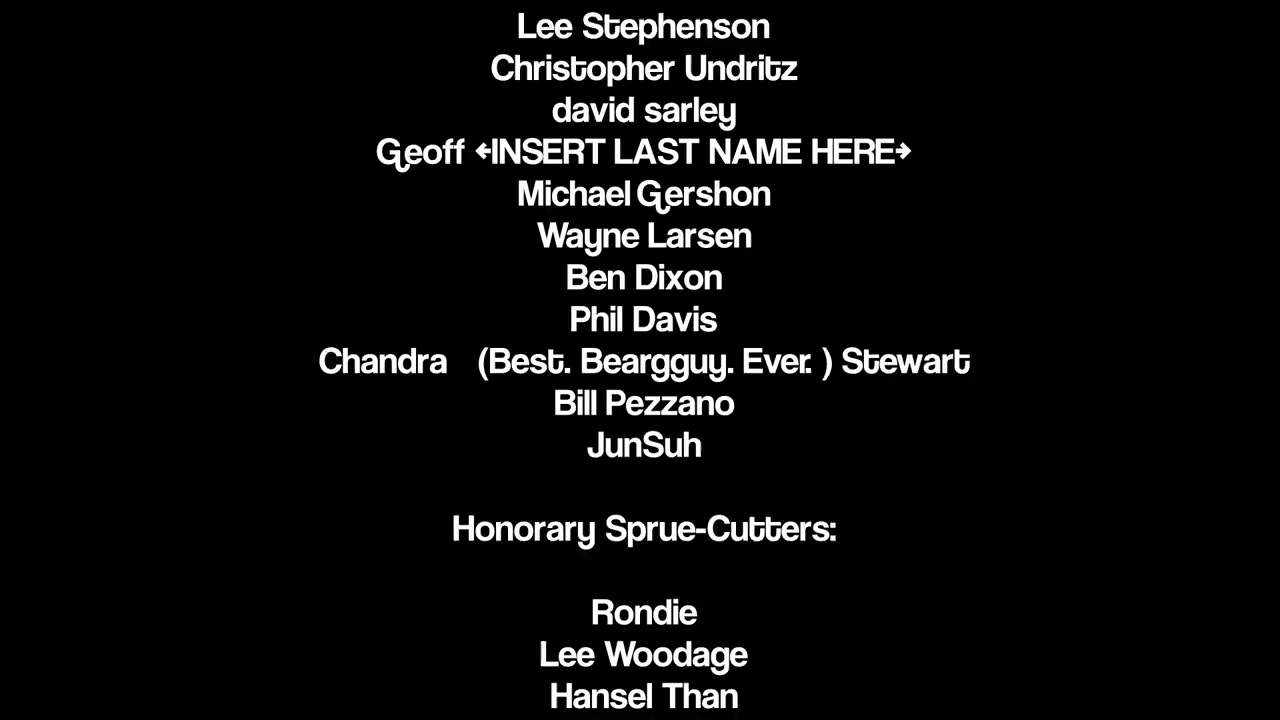 Lee Stephenson
Christopher Undritz
david sarley
Geoff <INSERT LAST NAME HERE>
Michael Gershon
Wayne Larsen
Ben Dixon
Phil Davis
Chandra (Best. Beargguy. Ever. ) Stewart
Bill Pezzano
JunSuh
Honorary Sprue-Cutters:
Rondie
Lee Woodage
Hansel Than